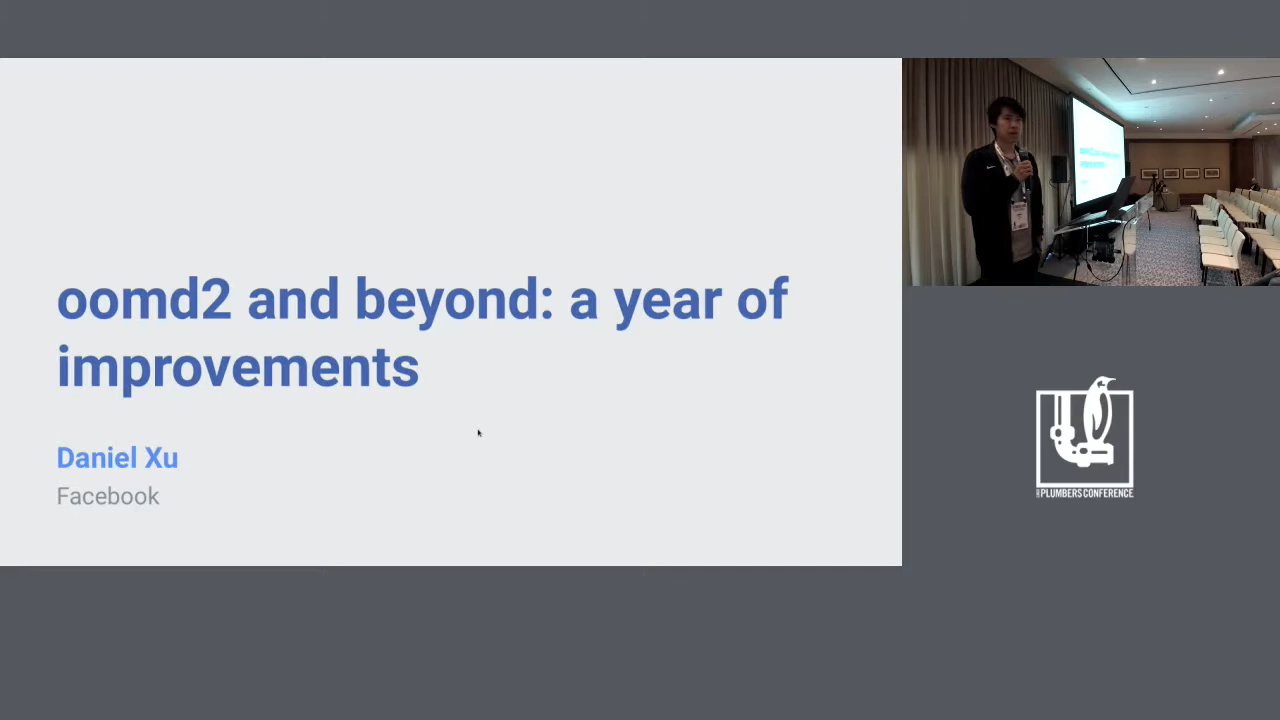 oomd2 and beyond: a year of
improvements
Daniel Xu
Facebook
PLUMBERS CONFERENCE